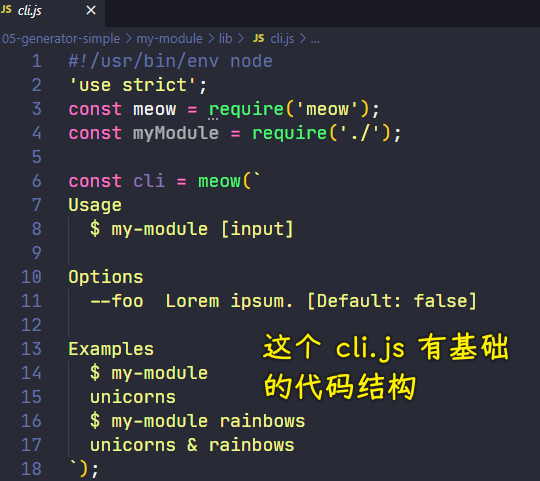 JS cli.js ×
05-generator-simple > my-module > lib > JS cli.js > ...
1 #!/usr/bin/env node
2 'use strict';
3 const meow = require('meow');
4 const myModule = require('./');
5
6 const cli = meow(`
7 Usage
8   $ my-module [input]
9
10 Options
11   --foo  Lorem ipsum. [Default: false]
12
13 Examples
14   $ my-module
15   unicorns
16   $ my-module rainbows
17   unicorns & rainbows
18 `);
这个 cli.js 有基础
的代码结构